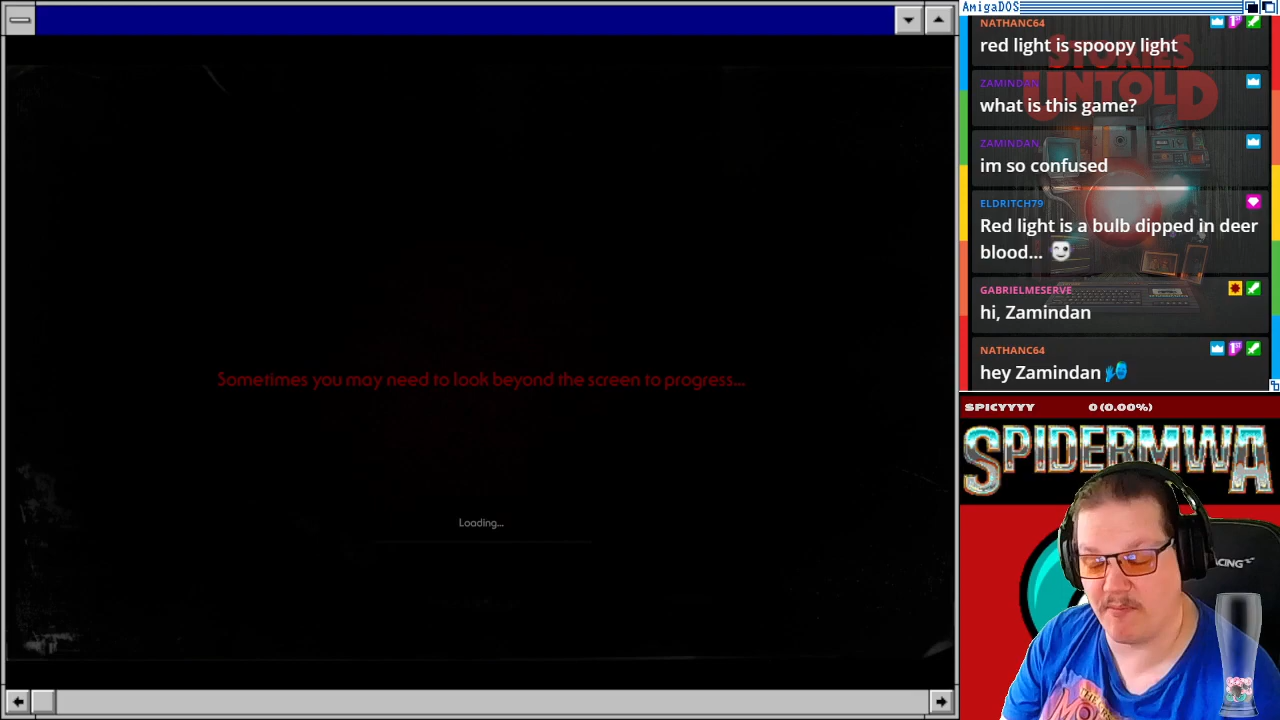 AmigaDOS
NATHANC64
red light is spoopy light
STORIES
UNTOLD
ZAMINDAN
what is this game?
ZAMINDAN
im so confused
ELDRITCH79
Red light is a bulb dipped in deer
blood...
GABRIELMESERVE
hi, Zamindan
NATHANC64
hey Zamindan
Sometimes you may need to look beyond the screen to progress...
Loading...
SPICYYYY 0 (0.00%)
SPIDERMWA